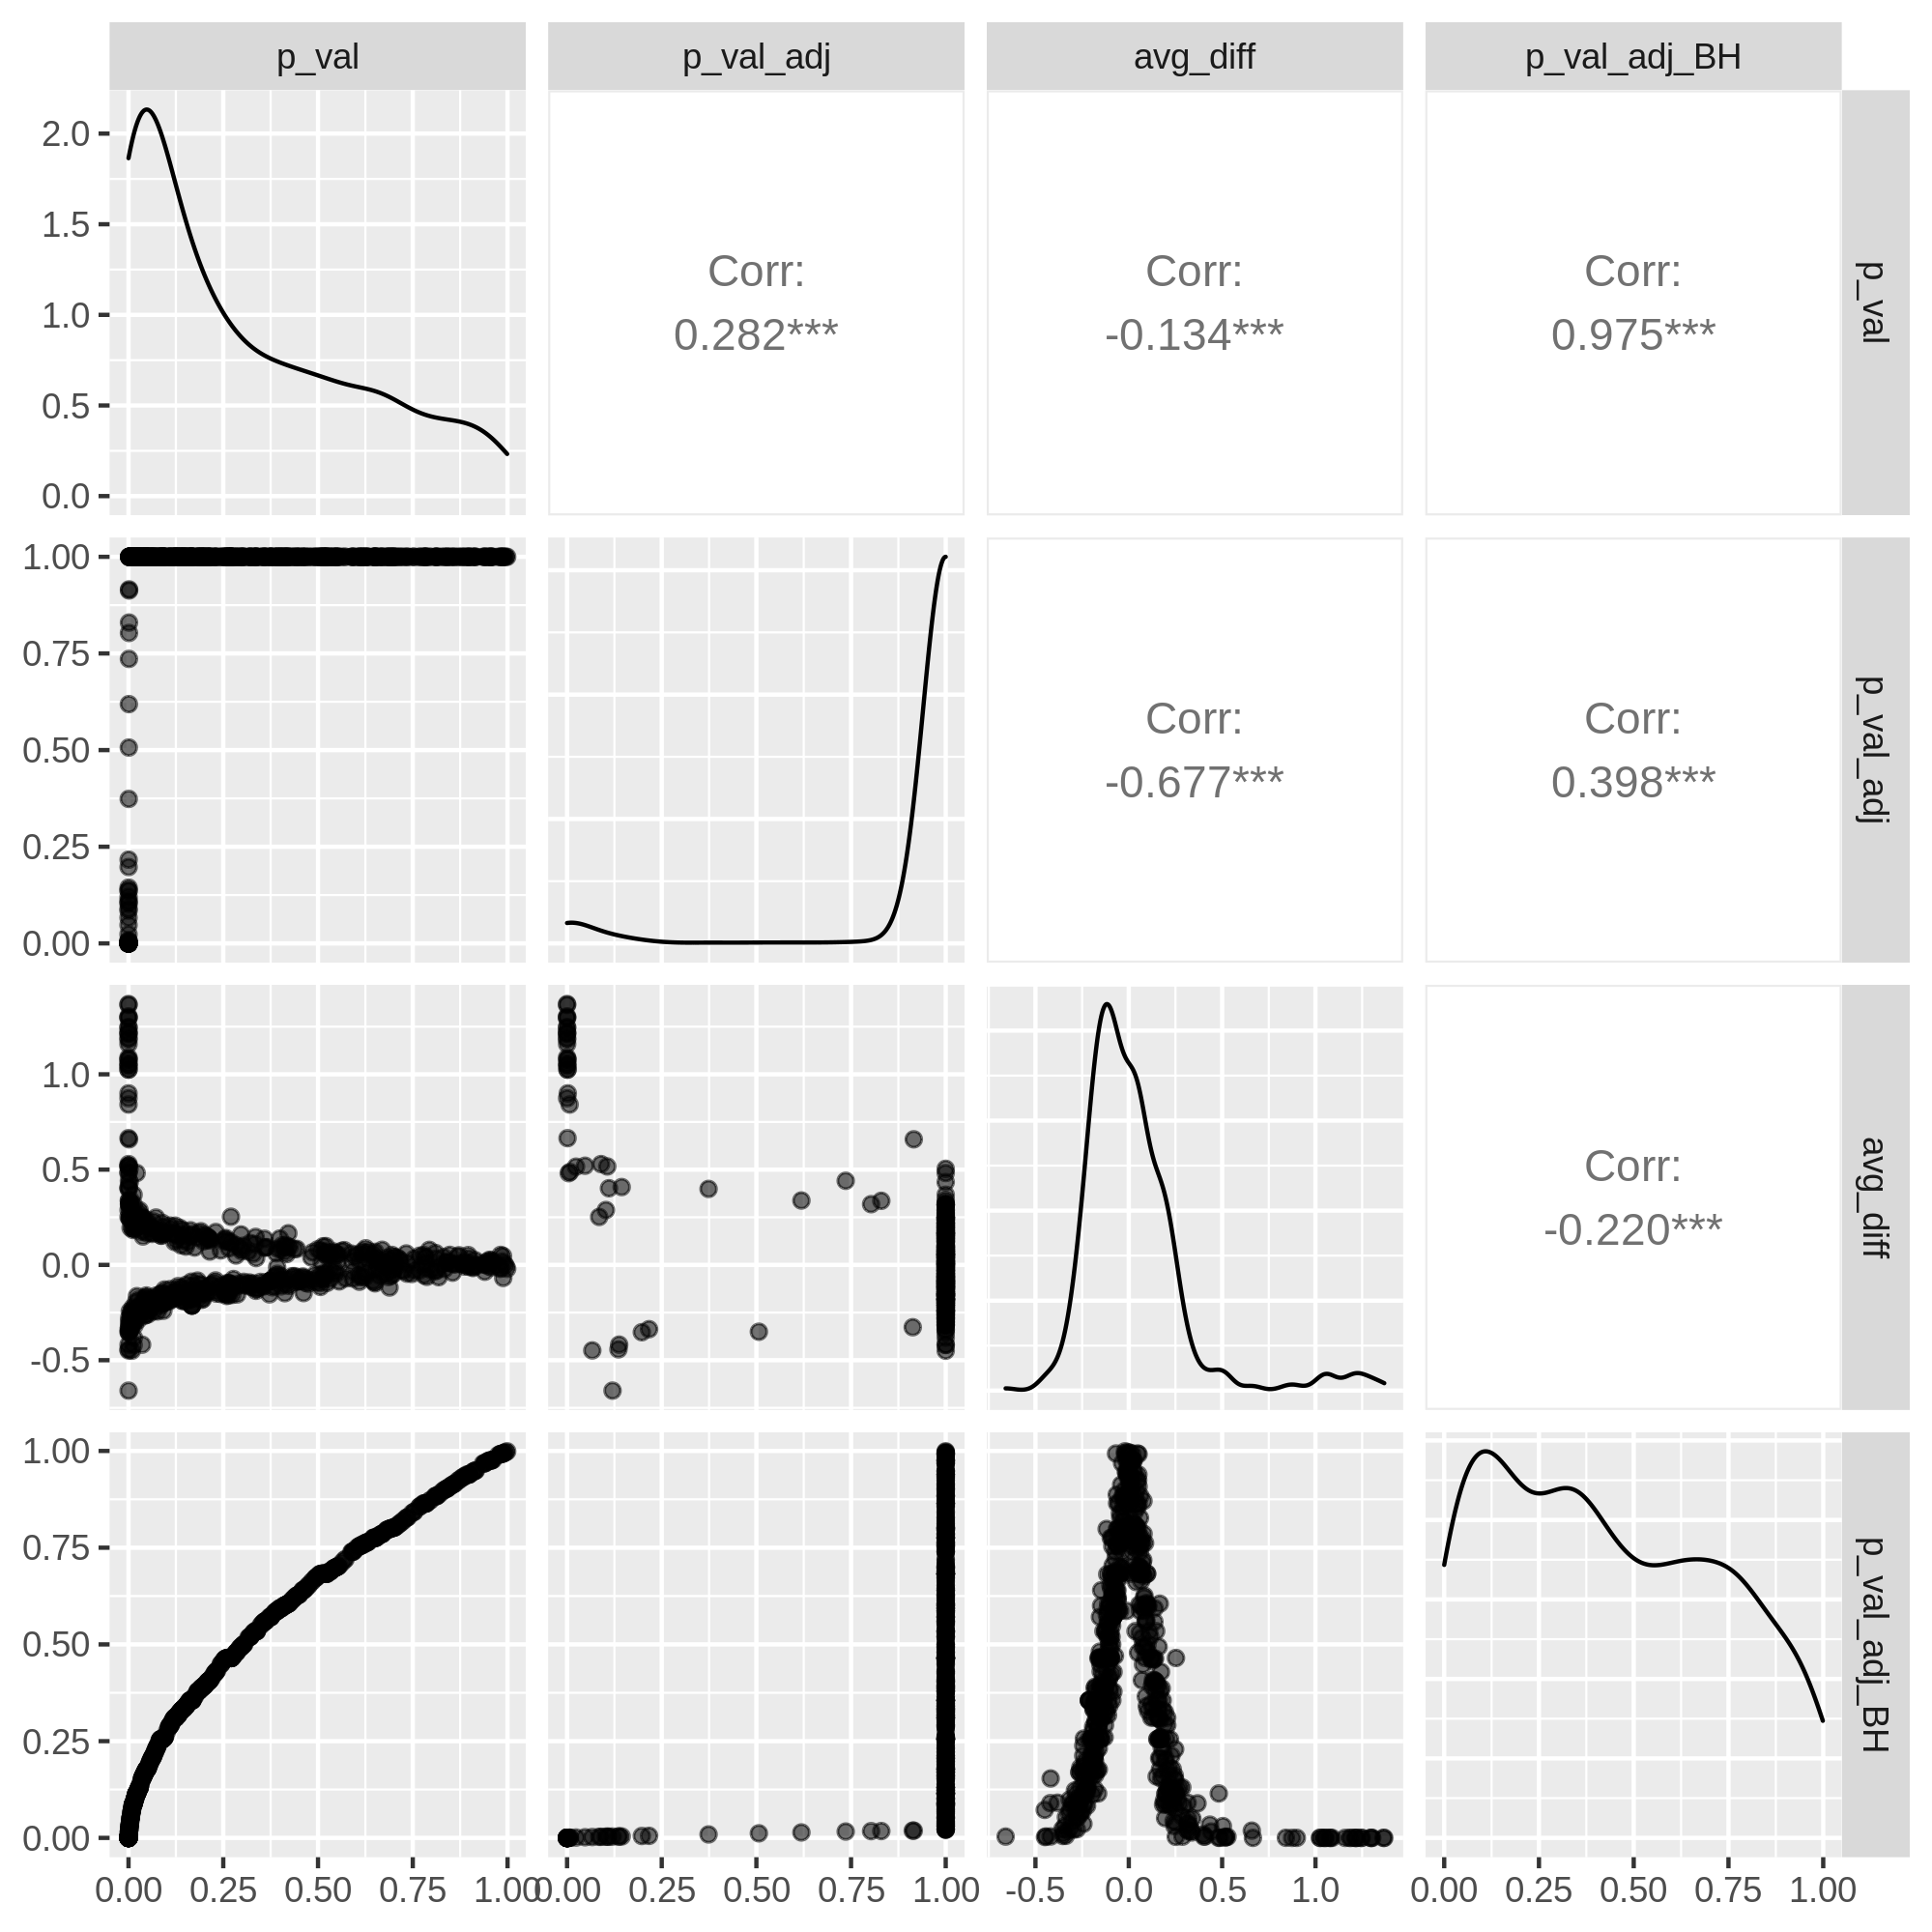 p_val p_val_adj avg_diff p_val_adj_BH
2.0
1.5
1.0
0.5
0.0
Corr:
0.282***
Corr:
-0.134***
Corr:
0.975***
p_val
1.00
0.75
0.50
0.25
0.00
Corr:
-0.677***
Corr:
0.398***
p_val_adj
1.0
0.5
0.0
-0.5
Corr:
-0.220***
avg_diff
1.00
0.75
0.50
0.25
0.00
p_val_adj_BH
0.00 0.25 0.50 0.75 1.00
0.00 0.25 0.50 0.75 1.00
-0.5 0.0 0.5 1.0
0.00 0.25 0.50 0.75 1.00